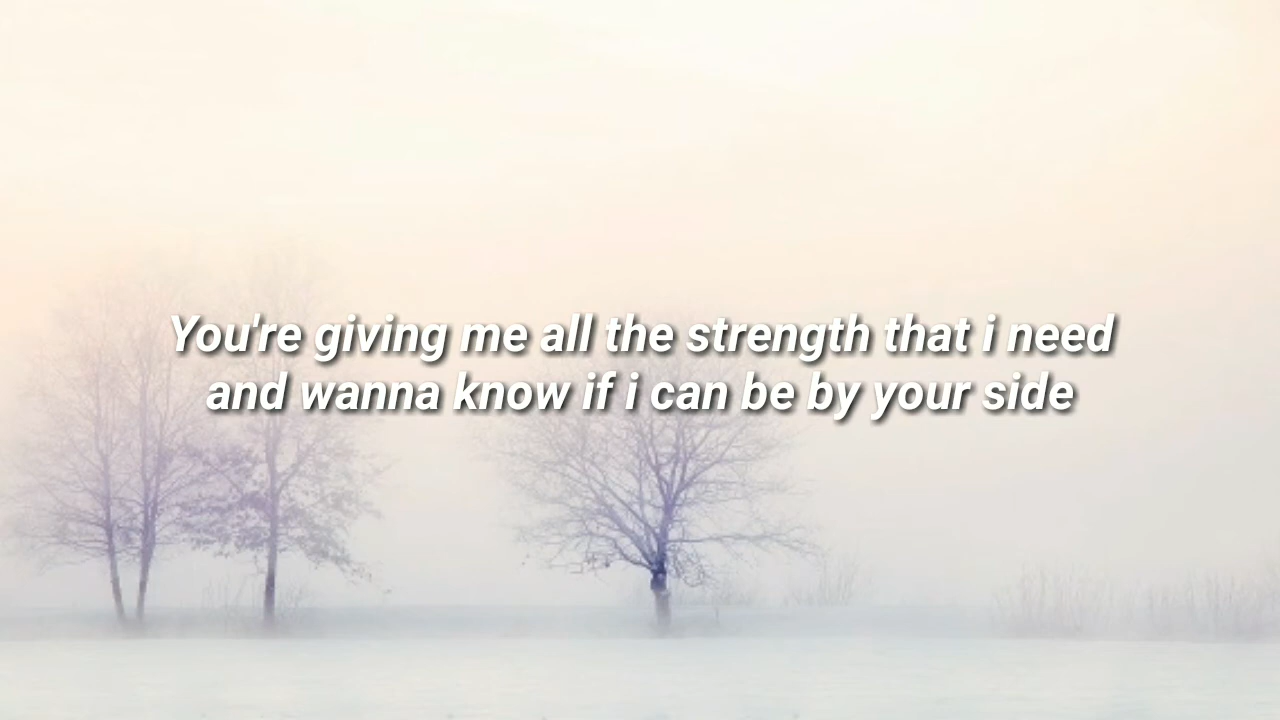 You're giving me all the strength that i need
and wanna know if i can be by your side